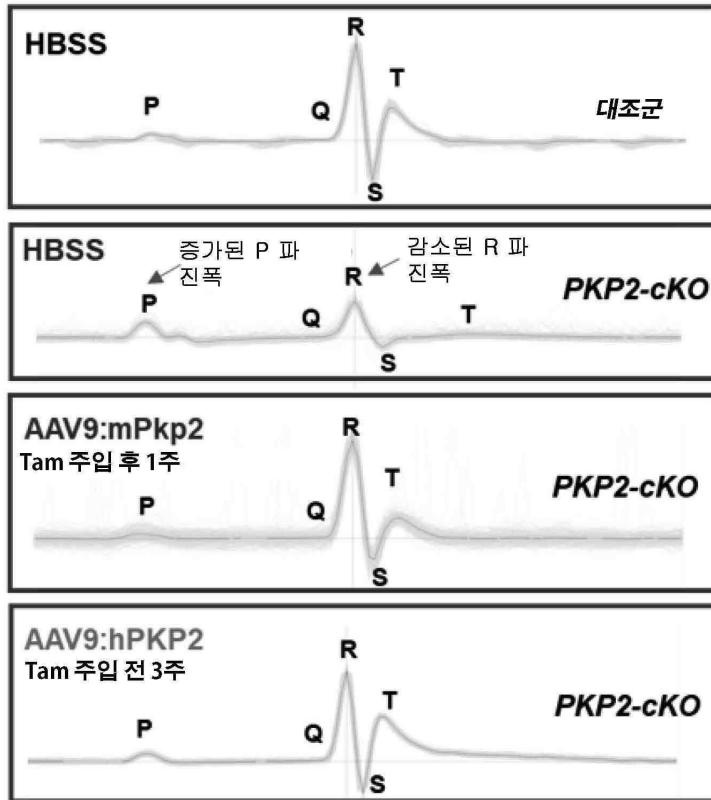 HBSS
R
T
P
Q
대조군
S
HBSS
증가된 P 파
진폭
감소된 R 파
진폭
R
P
Q
T
PKP2-cKO
S
AAV9:mPkp2
Tam 주입 후 1주
R
T
P
Q
PKP2-cKO
S
AAV9:hPKP2
Tam 주입 전 3주
R
T
P
Q
PKP2-cKO
S